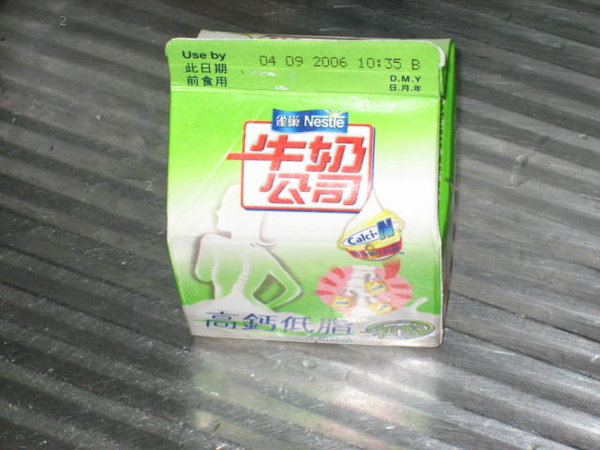 Use by
此日期
前食用
04 09 2006 10:35 B
D.M.Y
日.月.年
雀巢 Nestlé
牛奶
公司
Calci-N
高鈣低脂